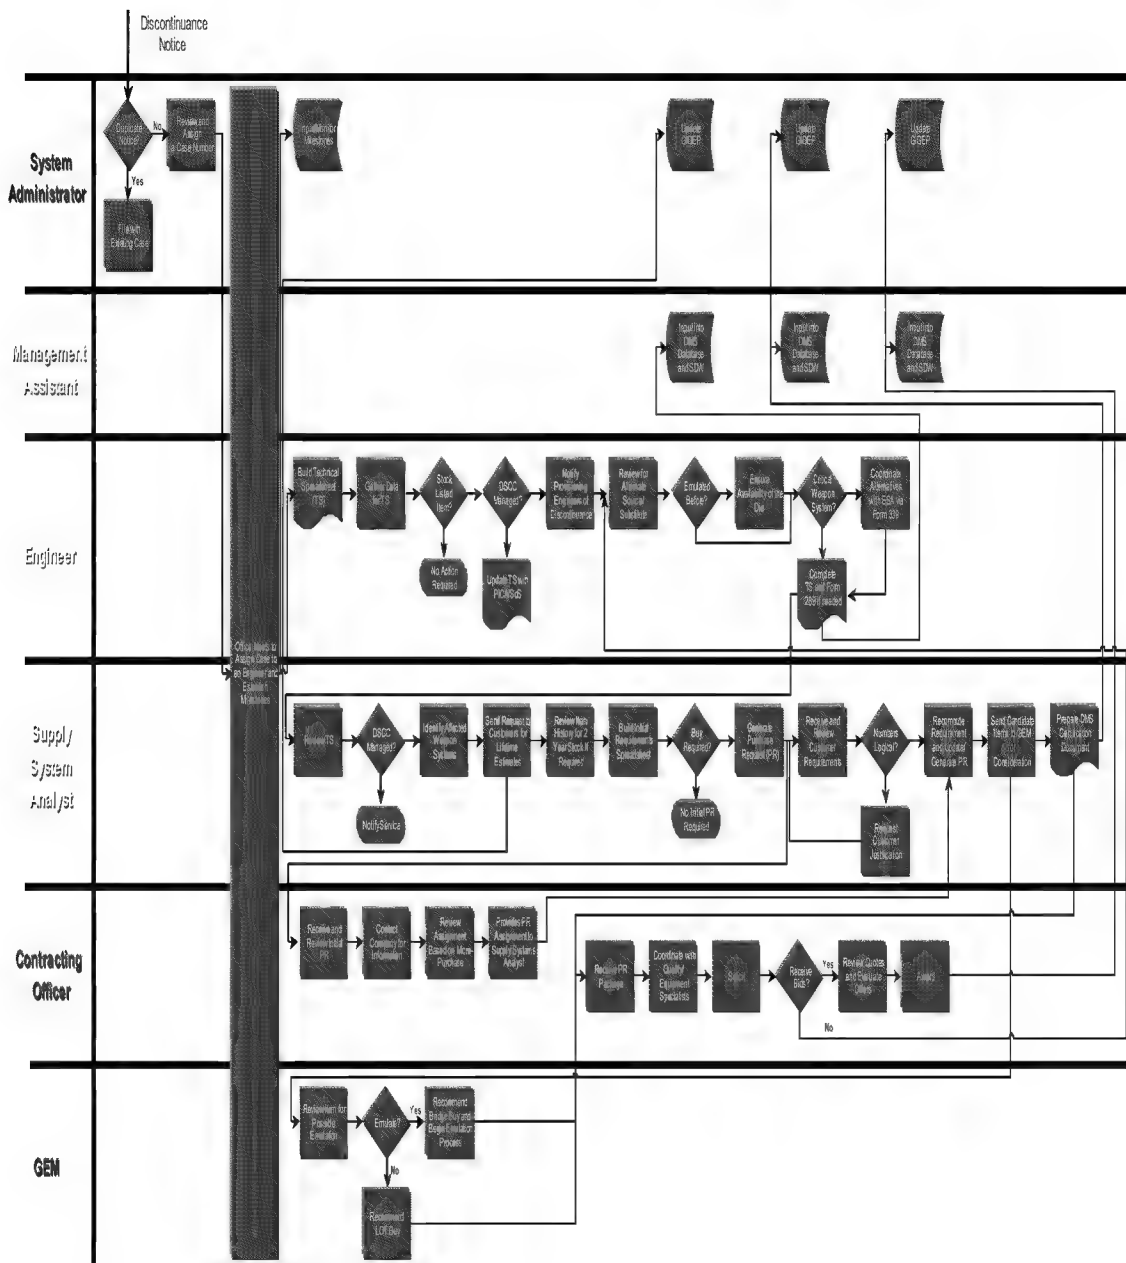 Discontinuance
Notice
System
Administrator
Duplicate
Notice?
No
Review and
Assign
a Case Number
Yes
File with
Existing Case
Milestones
Update
GIDEP
Update
GIDEP
Update
GIDEP
Management
Assistant
Input into
DMS
Database
and SDW
Input into
DMS
Database
and SDW
Input into
DMS
Database
and SDW
Engineer
Build Technical
Spreadsheet
(TS)
Gather Data
for TS
Stock
Listed
Item?
DSCC
Managed?
Notify
Provisioning
Engineers of
Discontinuance
Review for
Alternate
Source/
Substitute
Emulated
Before?
Ensure
Availability of the
Die
Critical
Weapon
System?
Coordinate
Alternatives
with ESA via
Form 339
No Action
Required
Update TS with
PICA/SoS
Complete
TS and Form
if needed
Office Meets to
Assign Case to
an Engineer and
Establish
Milestones
Supply
System
Analyst
Review TS
DSCC
Managed?
Identify Affected
Weapon
Systems
Send Request to
Customers for
Lifetime
Estimates
Review Item
History for 2
Year Stock if
Required
Build Initial
Requirements
Spreadsheet
Buy
Required?
Generate
Purchase
Request (PR)
Receive and
Review
Customer
Requirements
Numbers
Logical?
Recompute
Requirement
and Update/
Generate PR
Send Candidate
Items to GEM
for
Consideration
Prepare DMS
Certification
Document
Notify Service
No Initial PR
Required
Request
Customer
Justification
Contracting
Officer
Receive and
Review Initial
PR
Contact
Company for
Information
Review
Assignment
Based on More
Purchase
Provides PR
Assignment to
Supply Systems
Analyst
Receive PR
Package
Coordinate with
Quality/
Equipment
Specialists
Solicit
Receive
Bids?
Yes
Review Quotes
and Evaluate
Offers
Award
No
GEM
Review Item for
Possible
Emulation
Emulate?
Yes
Recommend
Bridge Buy and
Begin Emulation
Process
No
Recommend
LOT Buy